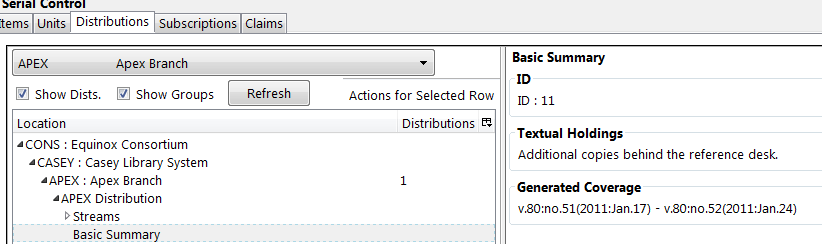 Serial Control
Items Units Distributions Subscriptions Claims
APEX Apex Branch
Show Dists. Show Groups Refresh Actions for Selected Row
Location Distributions
CONS : Equinox Consortium
CASEY : Casey Library System
APEX : Apex Branch 1
APEX Distribution
Streams
Basic Summary
Basic Summary
ID
ID : 11
Textual Holdings
Additional copies behind the reference desk.
Generated Coverage
v.80:no.51(2011:Jan.17) - v.80:no.52(2011:Jan.24)